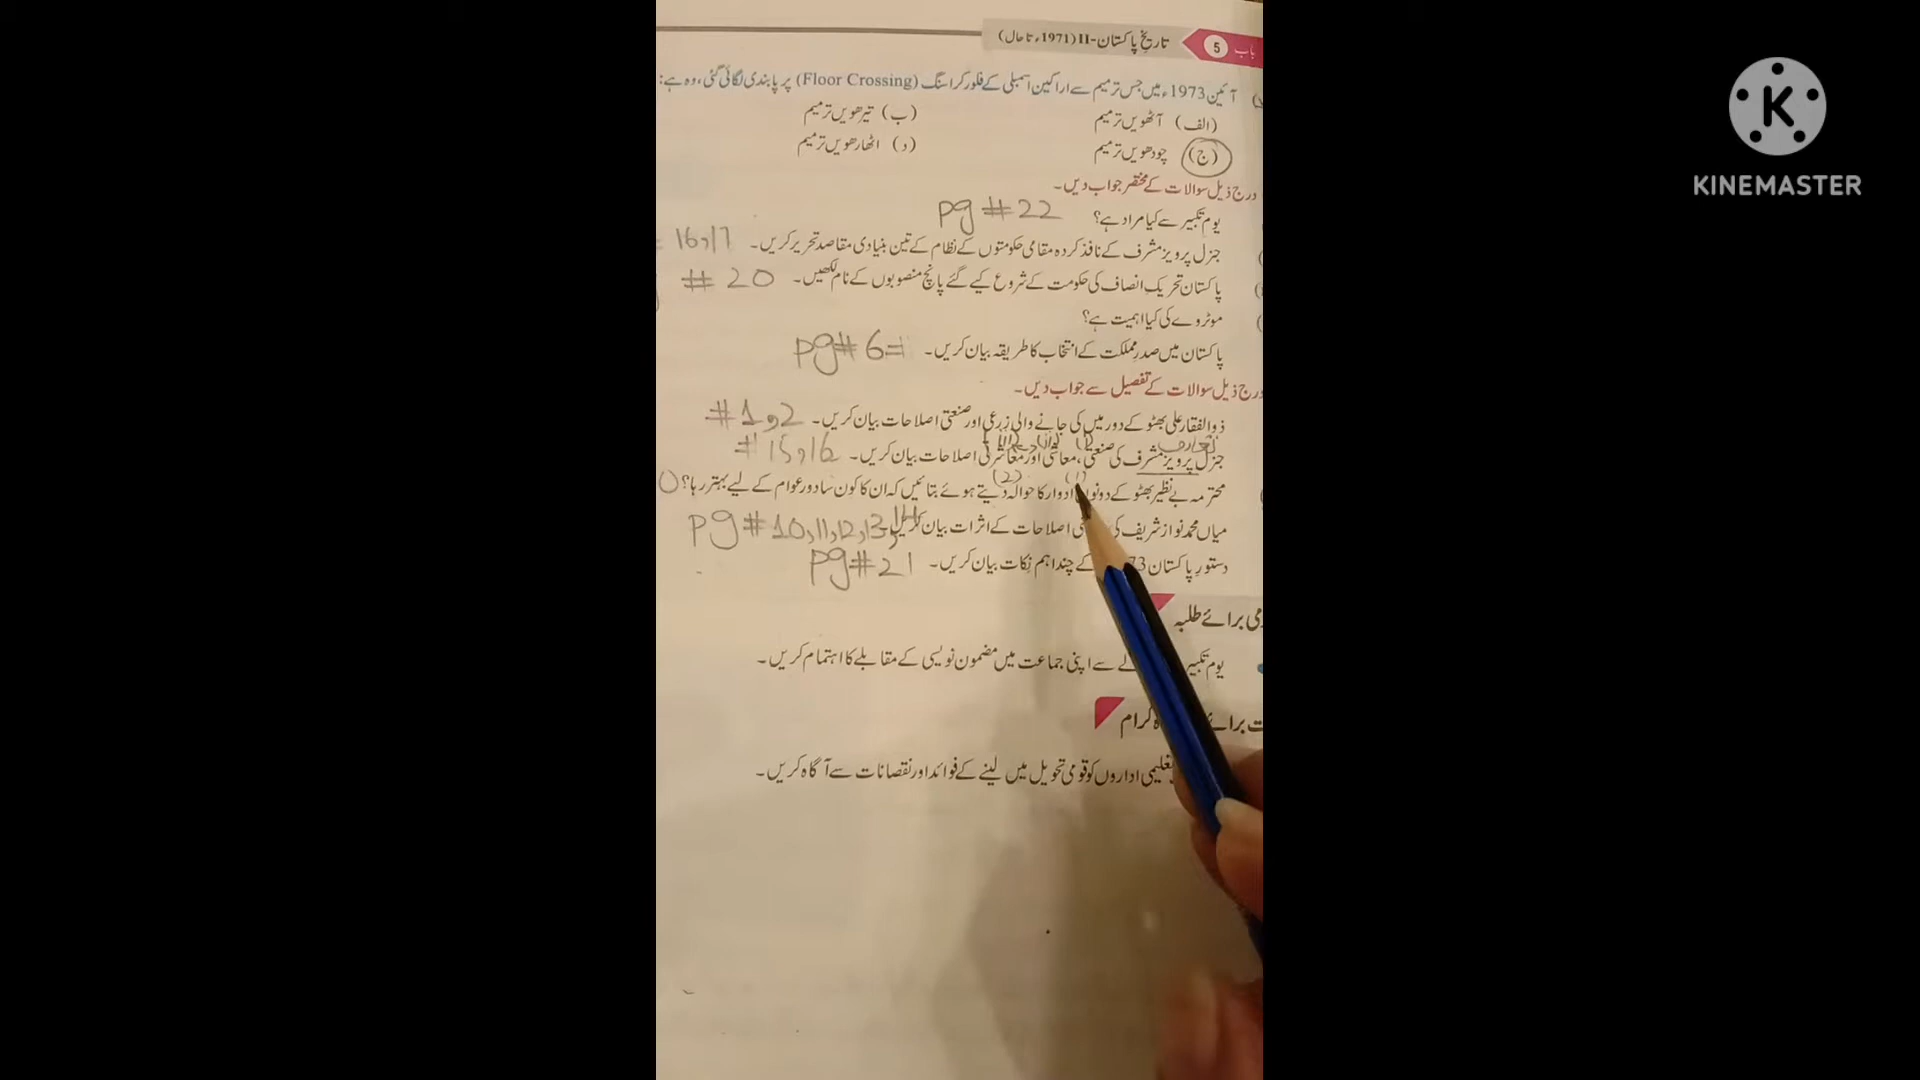 باب 5 تاریخ پاکستان-II (1971ء تا حال)
آئین 1973ء میں جس ترمیم سے اراکین اسمبلی کے فلور کراسنگ (Floor Crossing) پر پابندی لگائی گئی، وہ ہے:
(الف) آٹھویں ترمیم (ب) تیرھویں ترمیم
(ج) چودھویں ترمیم (د) اٹھارھویں ترمیم
درج ذیل سوالات کے مختصر جواب دیں۔
یوم تکبیر سے کیا مراد ہے؟ pg # 22
جنرل پرویز مشرف کے نافذ کردہ مقامی حکومتوں کے نظام کے تین بنیادی مقاصد تحریر کریں۔ 16,17
پاکستان تحریک انصاف کی حکومت کے شروع کیے گئے پانچ منصوبوں کے نام لکھیں۔ # 20
موٹروے کی کیا اہمیت ہے؟
پاکستان میں صدر مملکت کے انتخاب کا طریقہ بیان کریں۔ pg# 6
درج ذیل سوالات کے تفصیل سے جواب دیں۔
ذوالفقار علی بھٹو کے دور میں کی جانے والی زرعی اور صنعتی اصلاحات بیان کریں۔ # 1,2
تعارف (i) (ii) (iii)
جنرل پرویز مشرف کی صنعتی، معاشی اور معاشرتی اصلاحات بیان کریں۔ # 15,16
(1) (2)
محترمہ بے نظیر بھٹو کے دونوں ادوار کا حوالہ دیتے ہوئے بتائیں کہ ان کا کون سا دور عوام کے لیے بہتر رہا؟
میاں محمد نواز شریف کی اصلاحات کے اثرات بیان کریں۔ pg # 10,11,12,13,14
دستور پاکستان 73 کے چند اہم نکات بیان کریں۔ pg# 21
برائے طلبہ
یوم تکبیر سے اپنی جماعت میں مضمون نویسی کے مقابلے کا اہتمام کریں۔
برائے کرام
تعلیمی اداروں کو قومی تحویل میں لینے کے فوائد اور نقصانات سے آگاہ کریں۔
K
KINEMASTER